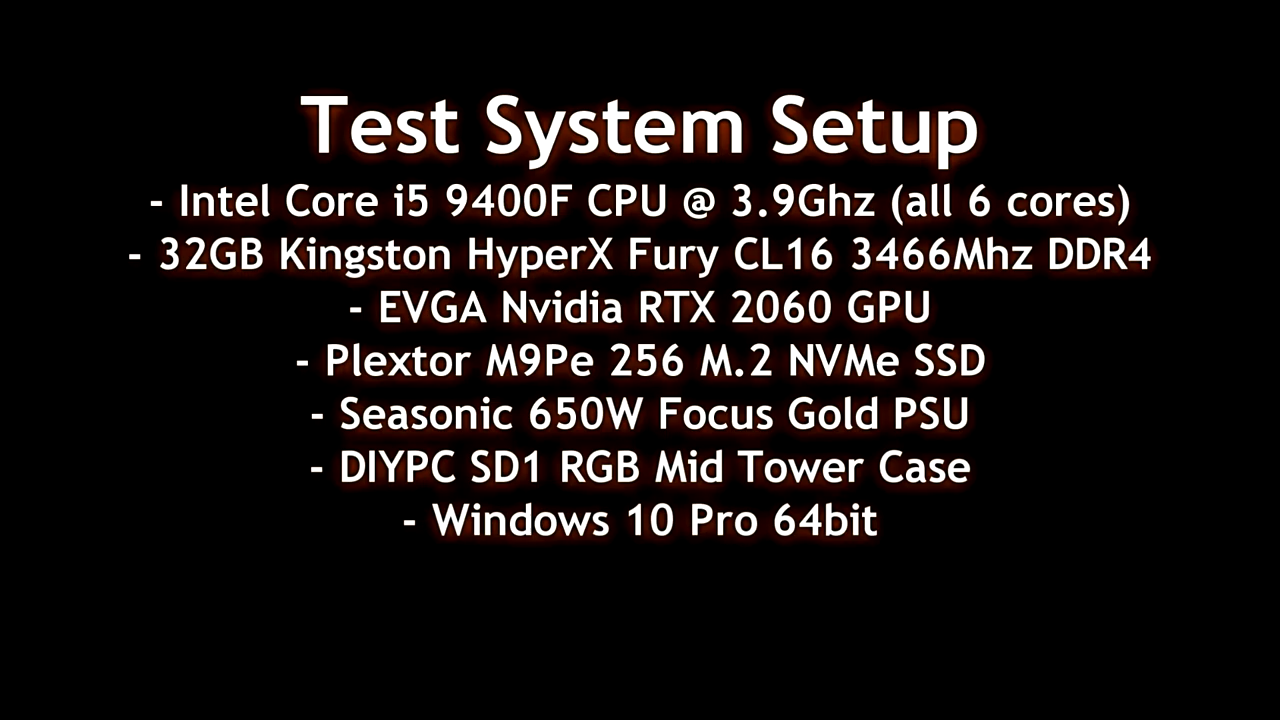 Test System Setup
- Intel Core i5 9400F CPU @ 3.9Ghz (all 6 cores)
- 32GB Kingston HyperX Fury CL16 3466Mhz DDR4
- EVGA Nvidia RTX 2060 GPU
- Plextor M9Pe 256 M.2 NVMe SSD
- Seasonic 650W Focus Gold PSU
- DIYPC SD1 RGB Mid Tower Case
- Windows 10 Pro 64bit